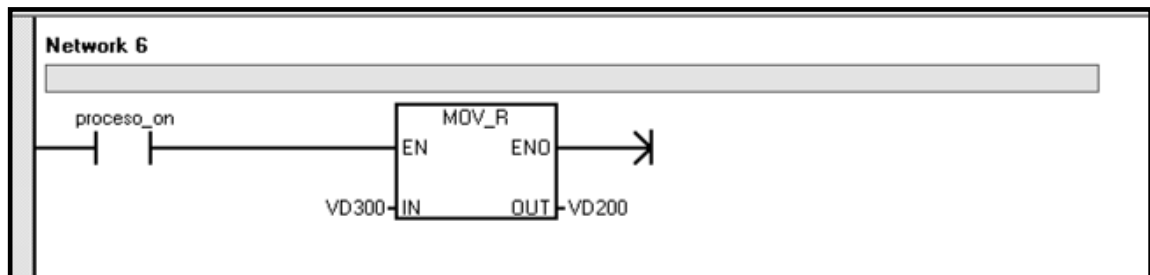 Network 6
proceso_on
MOV_R
EN ENO
VD300 IN OUT VD200